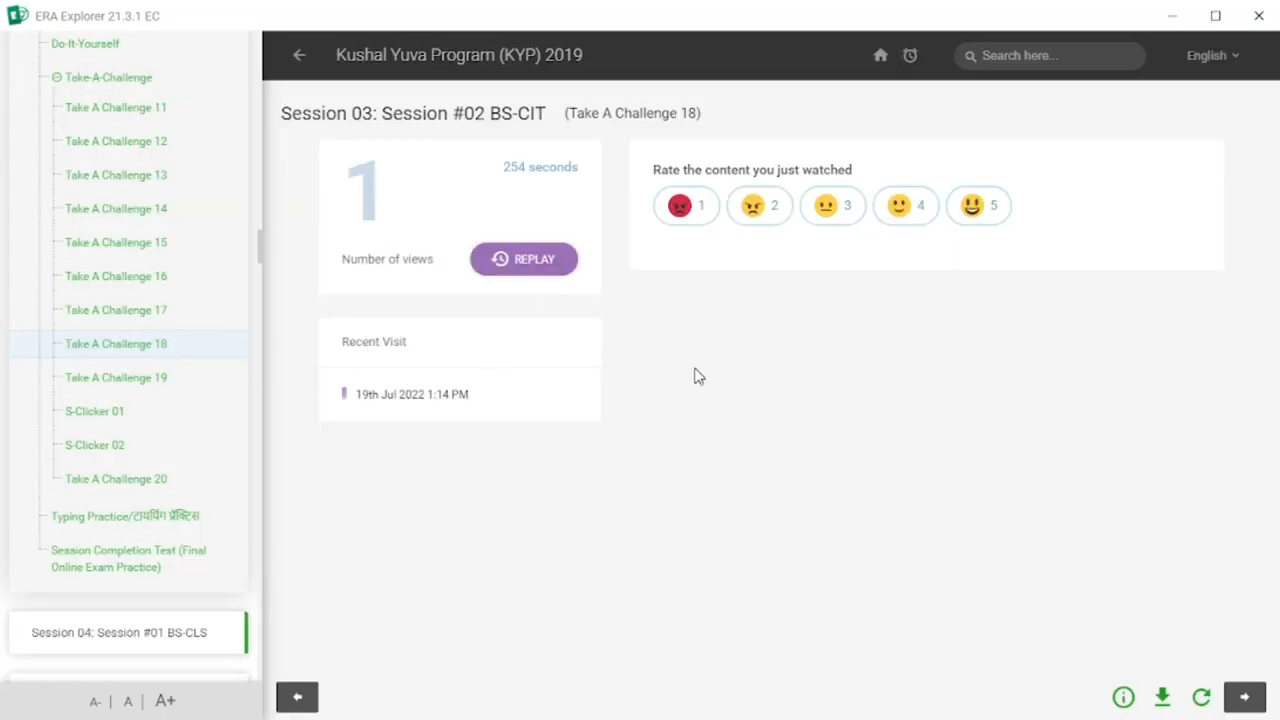 ERA Explorer 21.3.1 EC
Do-It-Yourself
Take-A-Challenge
Take A Challenge 11
Take A Challenge 12
Take A Challenge 13
Take A Challenge 14
Take A Challenge 15
Take A Challenge 16
Take A Challenge 17
Take A Challenge 18
Take A Challenge 19
S-Clicker 01
S-Clicker 02
Take A Challenge 20
Typing Practice/टायपिंग प्रॅक्टिस
Session Completion Test (Final
Online Exam Practice)
Session 04: Session #01 BS-CLS
A- | A | A+
Kushal Yuva Program (KYP) 2019
Search here...
English
Session 03: Session #02 BS-CIT (Take A Challenge 18)
1
254 seconds
Number of views
REPLAY
Rate the content you just watched
1 2 3 4 5
Recent Visit
19th Jul 2022 1:14 PM